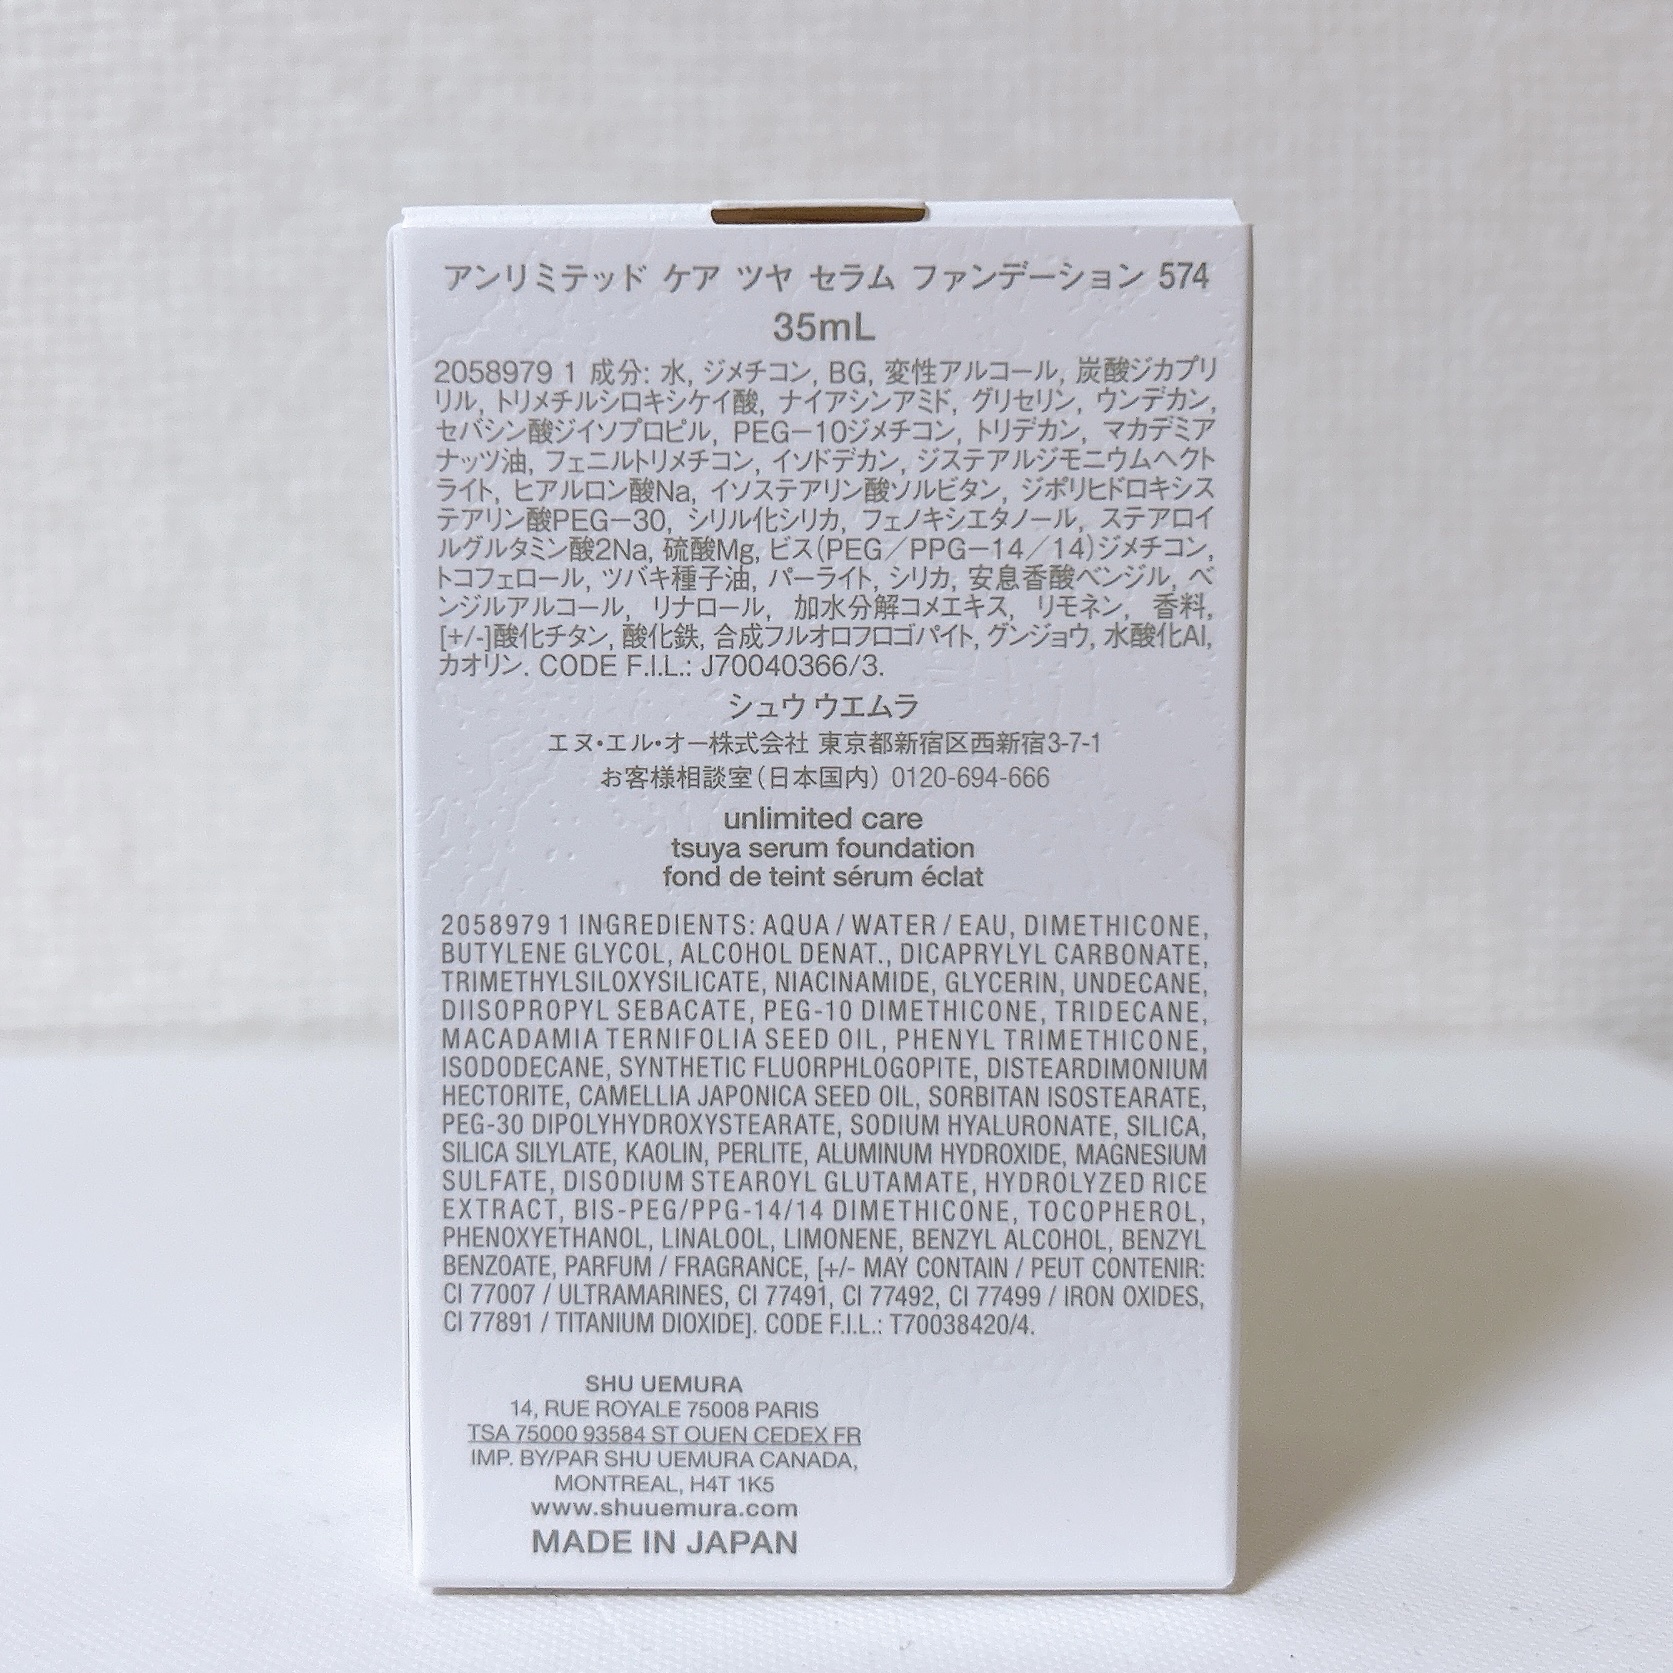 アンリミテッド ケア ツヤ セラム ファンデーション 574
35mL
2058979 1 成分: 水, ジメチコン, BG, 変性アルコール, 炭酸ジカプリ
リル, トリメチルシロキシケイ酸, ナイアシンアミド, グリセリン, ウンデカン,
セバシン酸ジイソプロピル, PEG－10ジメチコン, トリデカン, マカデミア
ナッツ油, フェニルトリメチコン, イソドデカン, ジステアルジモニウムヘクト
ライト, ヒアルロン酸Na, イソステアリン酸ソルビタン, ジポリヒドロキシス
テアリン酸PEG－30, シリル化シリカ, フェノキシエタノール, ステアロイ
ルグルタミン酸2Na, 硫酸Mg, ビス(PEG／PPG－14／14)ジメチコン,
トコフェロール, ツバキ種子油, パーライト, シリカ, 安息香酸ベンジル, ベ
ンジルアルコール, リナロール, 加水分解コメエキス, リモネン, 香料,
[+/-]酸化チタン, 酸化鉄, 合成フルオロフロゴパイト, グンジョウ, 水酸化Al,
カオリン. CODE F.I.L.: J70040366/3.
シュウ ウエムラ
エヌ・エル・オー株式会社 東京都新宿区西新宿3-7-1
お客様相談室（日本国内） 0120-694-666
unlimited care
tsuya serum foundation
fond de teint sérum éclat
2058979 1 INGREDIENTS: AQUA / WATER / EAU, DIMETHICONE,
BUTYLENE GLYCOL, ALCOHOL DENAT., DICAPRYLYL CARBONATE,
TRIMETHYLSILOXYSILICATE, NIACINAMIDE, GLYCERIN, UNDECANE,
DIISOPROPYL SEBACATE, PEG-10 DIMETHICONE, TRIDECANE,
MACADAMIA TERNIFOLIA SEED OIL, PHENYL TRIMETHICONE,
ISODODECANE, SYNTHETIC FLUORPHLOGOPITE, DISTEARDIMONIUM
HECTORITE, CAMELLIA JAPONICA SEED OIL, SORBITAN ISOSTEARATE,
PEG-30 DIPOLYHYDROXYSTEARATE, SODIUM HYALURONATE, SILICA,
SILICA SILYLATE, KAOLIN, PERLITE, ALUMINUM HYDROXIDE, MAGNESIUM
SULFATE, DISODIUM STEAROYL GLUTAMATE, HYDROLYZED RICE
EXTRACT, BIS-PEG/PPG-14/14 DIMETHICONE, TOCOPHEROL,
PHENOXYETHANOL, LINALOOL, LIMONENE, BENZYL ALCOHOL, BENZYL
BENZOATE, PARFUM / FRAGRANCE, [+/- MAY CONTAIN / PEUT CONTENIR:
CI 77007 / ULTRAMARINES, CI 77491, CI 77492, CI 77499 / IRON OXIDES,
CI 77891 / TITANIUM DIOXIDE]. CODE F.I.L.: T70038420/4.
SHU UEMURA
14, RUE ROYALE 75008 PARIS
TSA 75000 93584 ST OUEN CEDEX FR
IMP. BY/PAR SHU UEMURA CANADA,
MONTREAL, H4T 1K5
www.shuuemura.com
MADE IN JAPAN